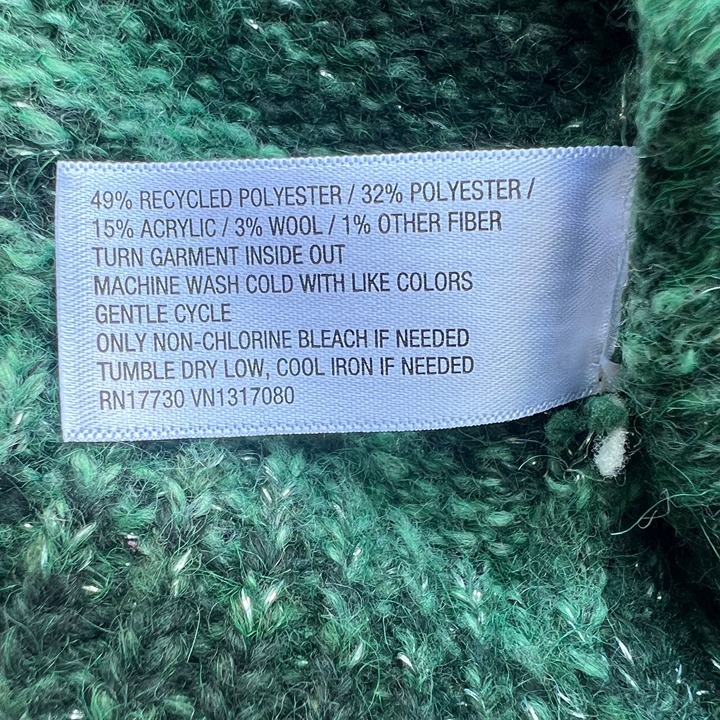 49% RECYCLED POLYESTER / 32% POLYESTER /
15% ACRYLIC / 3% WOOL / 1% OTHER FIBER
TURN GARMENT INSIDE OUT
MACHINE WASH COLD WITH LIKE COLORS
GENTLE CYCLE
ONLY NON-CHLORINE BLEACH IF NEEDED
TUMBLE DRY LOW, COOL IRON IF NEEDED
RN17730 VN1317080